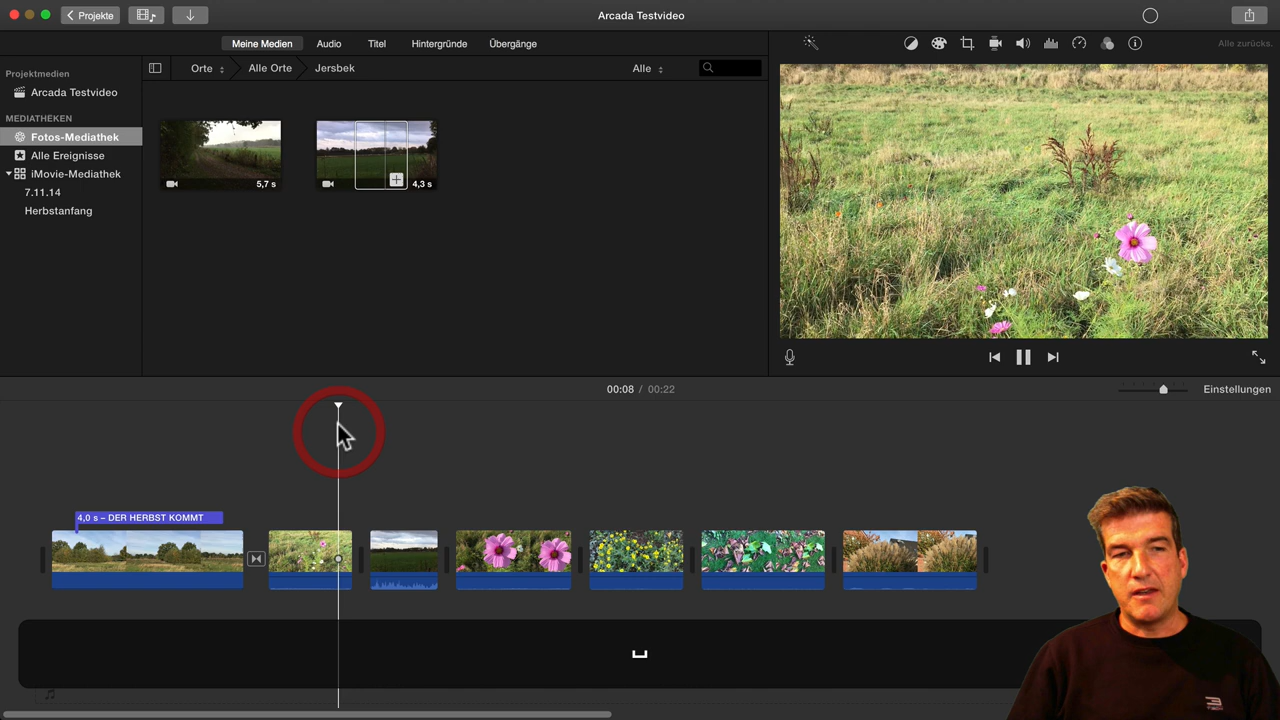 Projekte
Arcada Testvideo
Meine Medien Audio Titel Hintergründe Übergänge
Alle zurücks.
Projektmedien
Arcada Testvideo
MEDIATHEKEN
Fotos-Mediathek
Alle Ereignisse
iMovie-Mediathek
7.11.14
Herbstanfang
Orte Alle Orte Jersbek Alle
5,7 s
4,3 s
00:08 / 00:22
Einstellungen
4,0 s – DER HERBST KOMMT